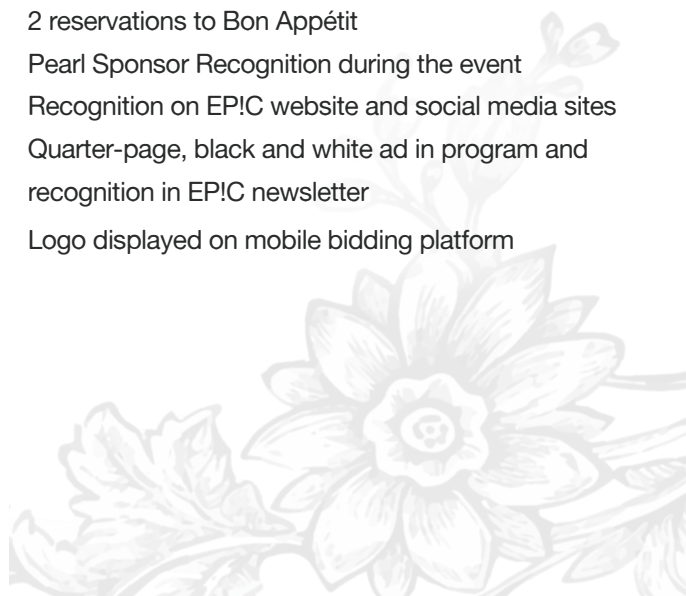 2 reservations to Bon Appétit
Pearl Sponsor Recognition during the event
Recognition on EP!C website and social media sites
Quarter-page, black and white ad in program and
recognition in EP!C newsletter
Logo displayed on mobile bidding platform